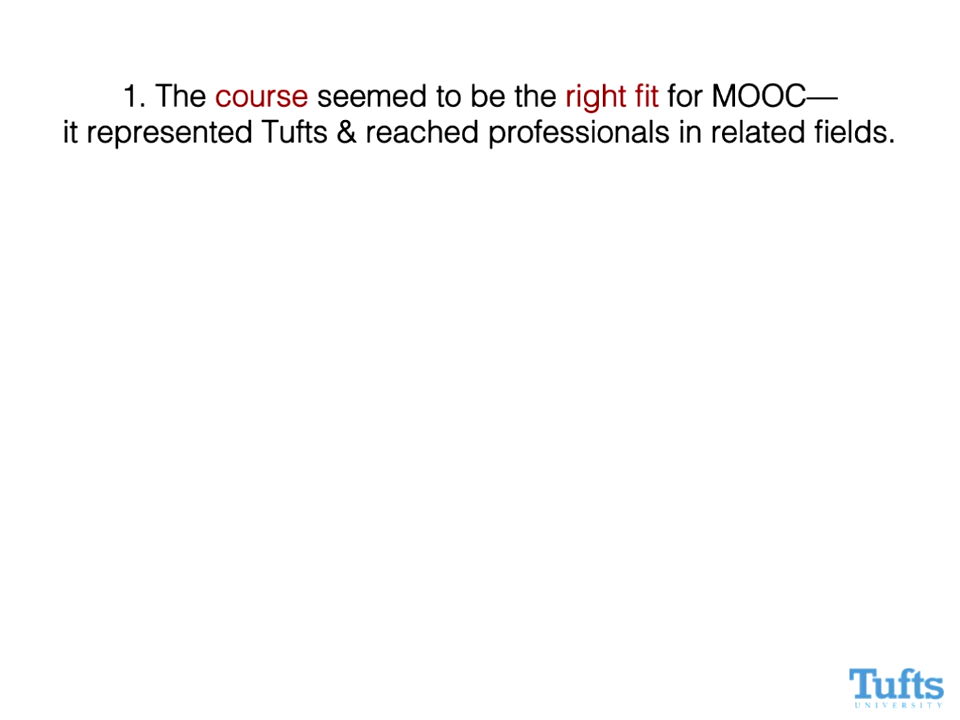 1. The course seemed to be the right fit for MOOC—
it represented Tufts & reached professionals in related fields.
Tufts
UNIVERSITY